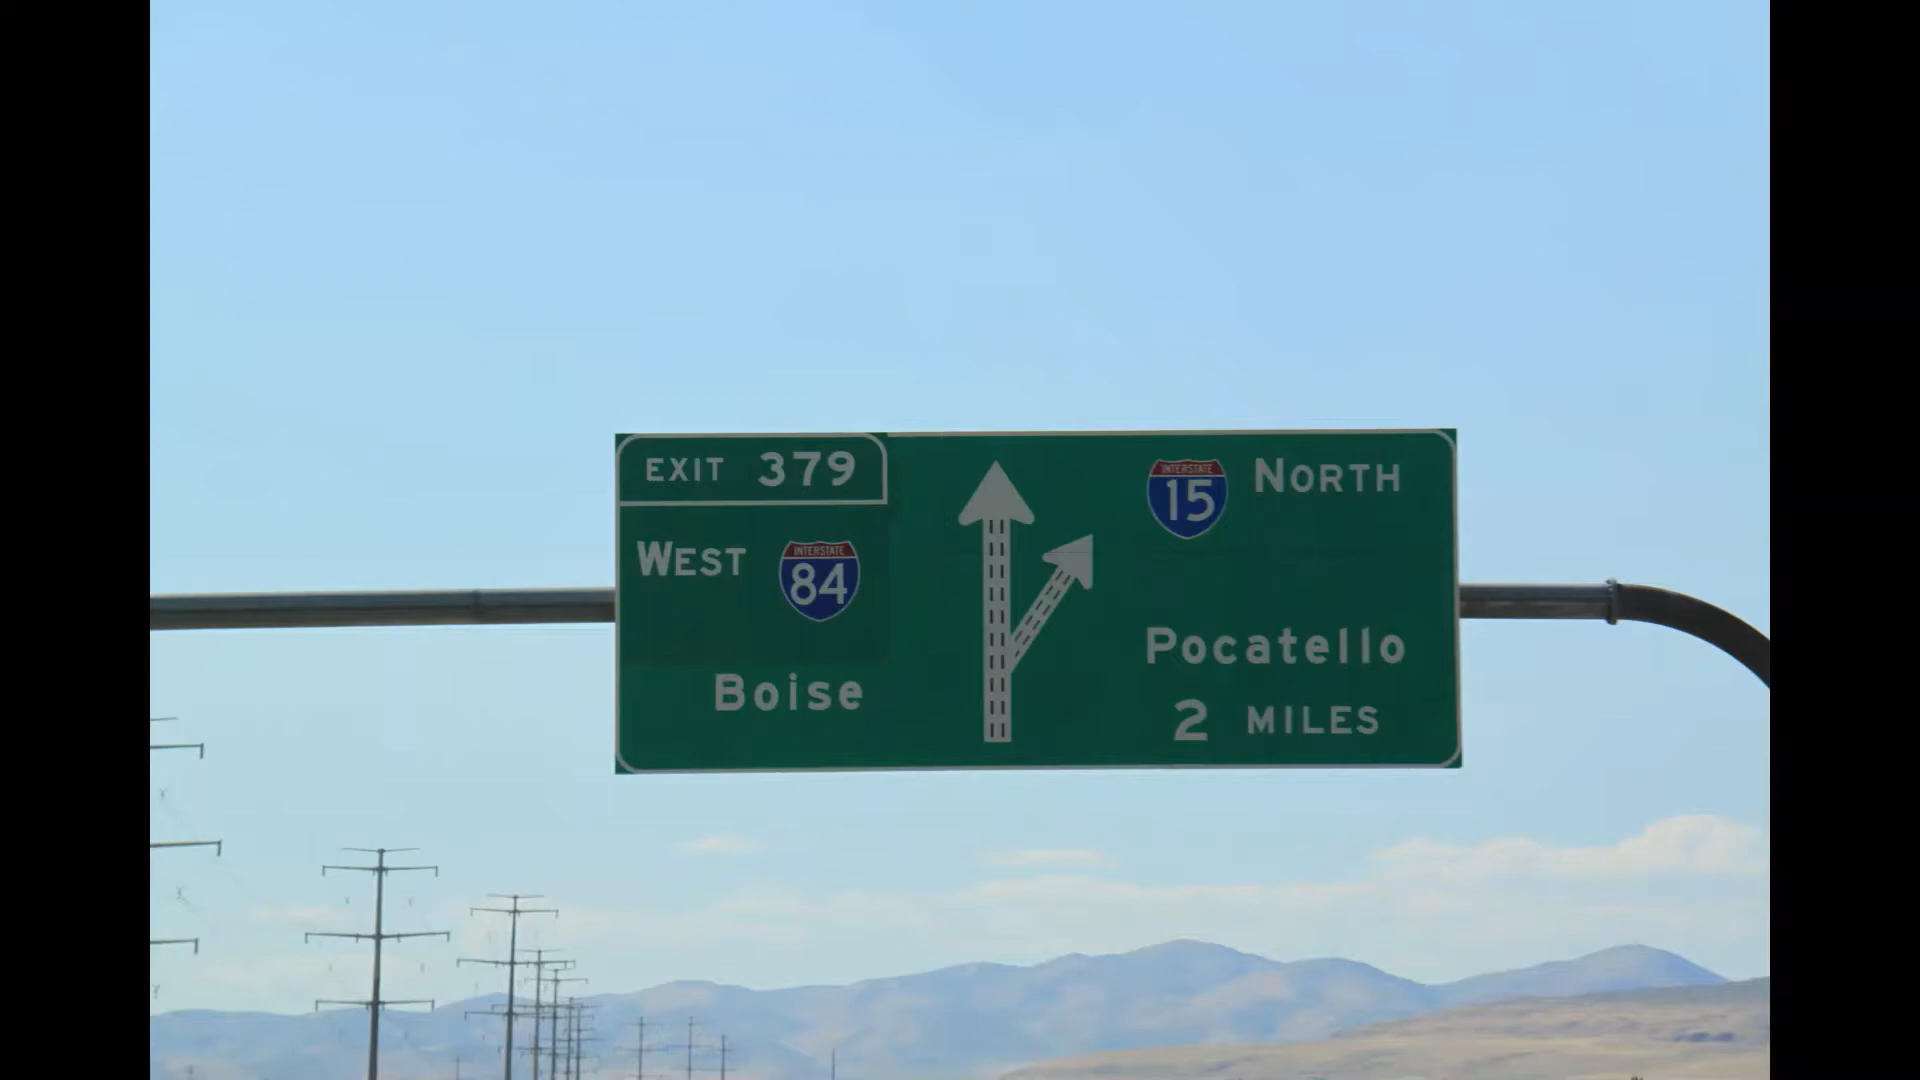 EXIT 379
WEST
INTERSTATE
84
Boise
INTERSTATE
15
NORTH
Pocatello
2 MILES